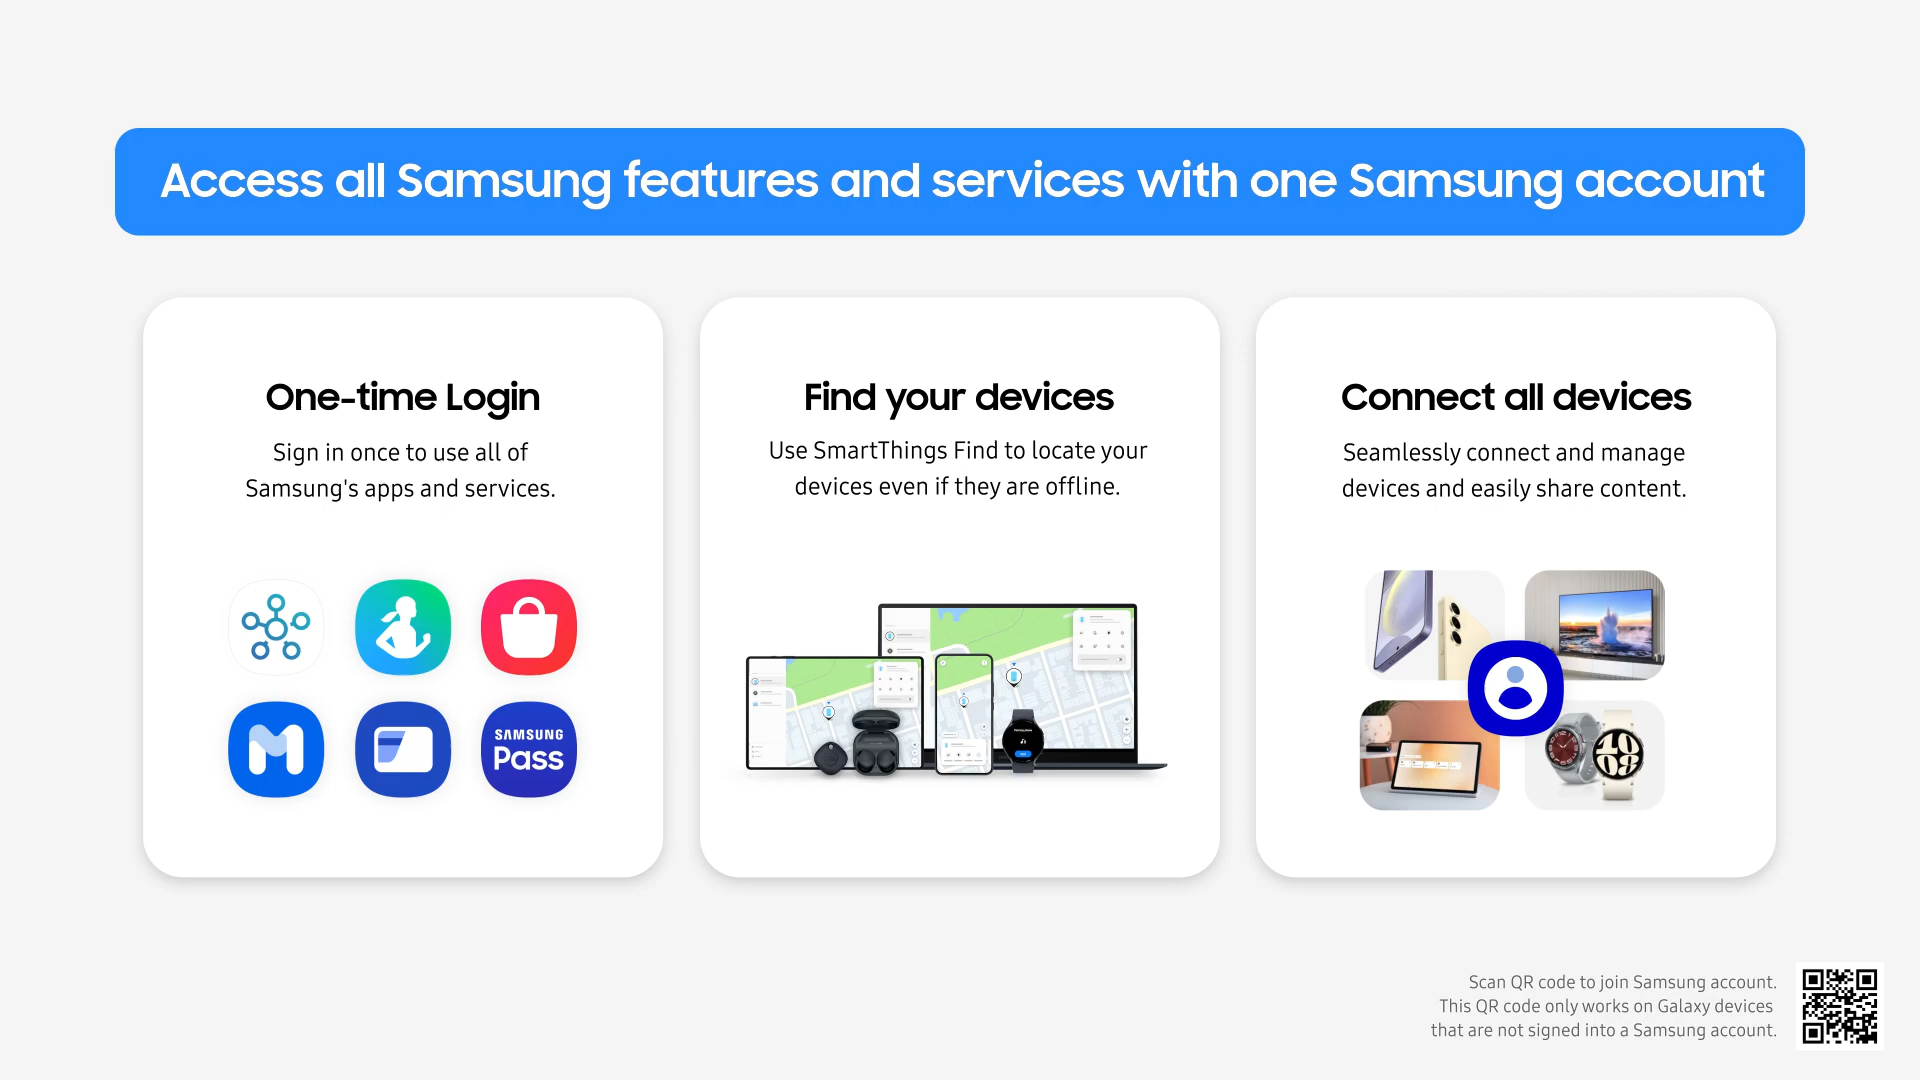 Access all Samsung features and services with one Samsung account
One-time Login
Sign in once to use all of
Samsung's apps and services.
SAMSUNG
Pass
Find your devices
Use SmartThings Find to locate your
devices even if they are offline.
Connect all devices
Seamlessly connect and manage
devices and easily share content.
10
09
Scan QR code to join Samsung account.
This QR code only works on Galaxy devices
that are not signed into a Samsung account.